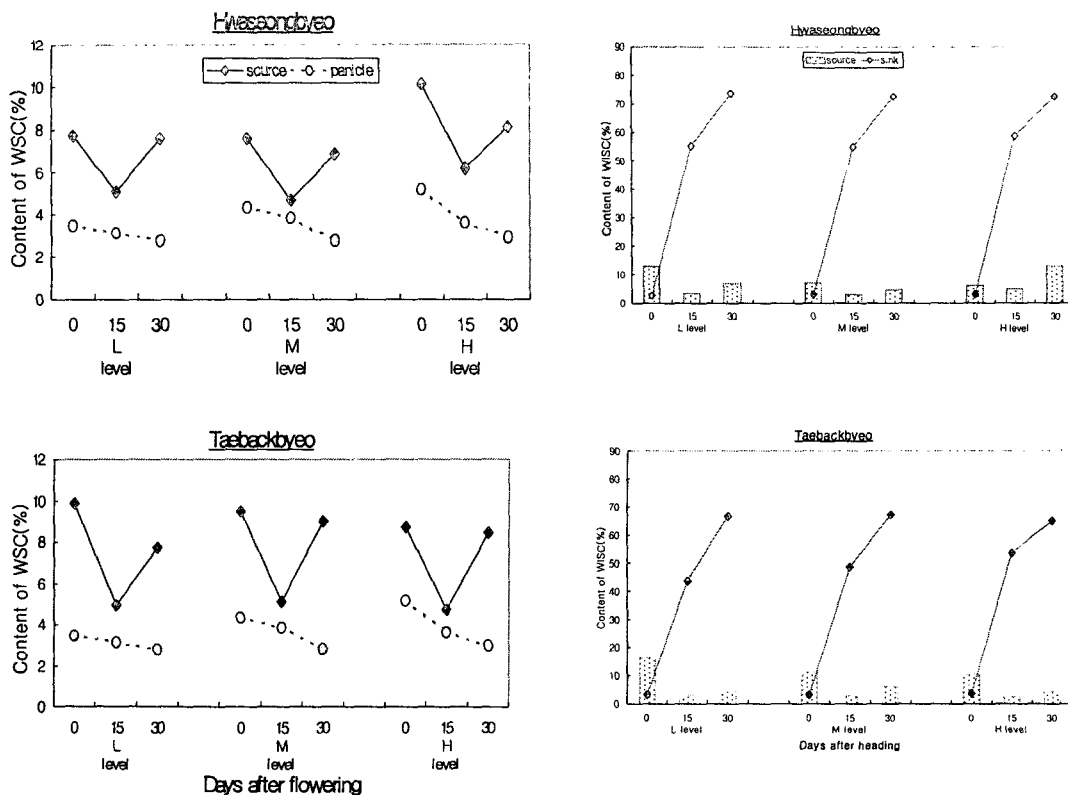 Hwaseongbyeo
12
10
8
6
4
2
0
Content of WSC(%)
source panicle
0 15 30 0 15 30 0 15 30
L M H
level level level
Hwaseongbyeo
90
80
70
60
50
40
30
20
10
0
Content of WISC(%)
source sink
0 15 30 0 15 30 0 15 30
L level M level H level
Taebackbyeo
12
10
8
6
4
2
0
Content of WSC(%)
0 15 30 0 15 30 0 15 30
L M H
level level level
Days after flowering
Taebackbyeo
90
80
70
60
50
40
30
20
10
0
Content of WISC(%)
0 15 30 0 15 30 0 15 30
L level M level H level
Days after heading